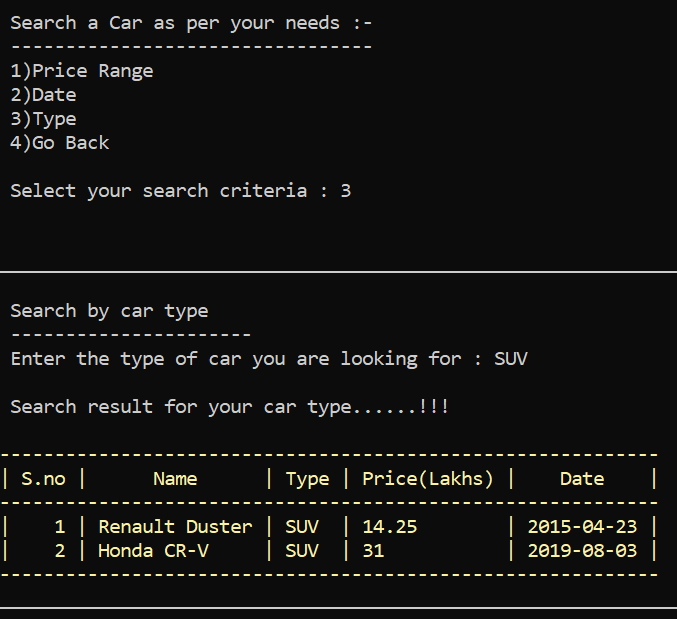 Search a Car as per your needs :-
---------------------------------
1)Price Range
2)Date
3)Type
4)Go Back
Select your search criteria : 3
Search by car type
----------------------
Enter the type of car you are looking for : SUV
Search result for your car type......!!!
------------------------------------------------------------
| S.no |      Name      | Type | Price(Lakhs) |    Date    |
------------------------------------------------------------
|    1 | Renault Duster | SUV  | 14.25        | 2015-04-23 |
|    2 | Honda CR-V     | SUV  | 31           | 2019-08-03 |
------------------------------------------------------------